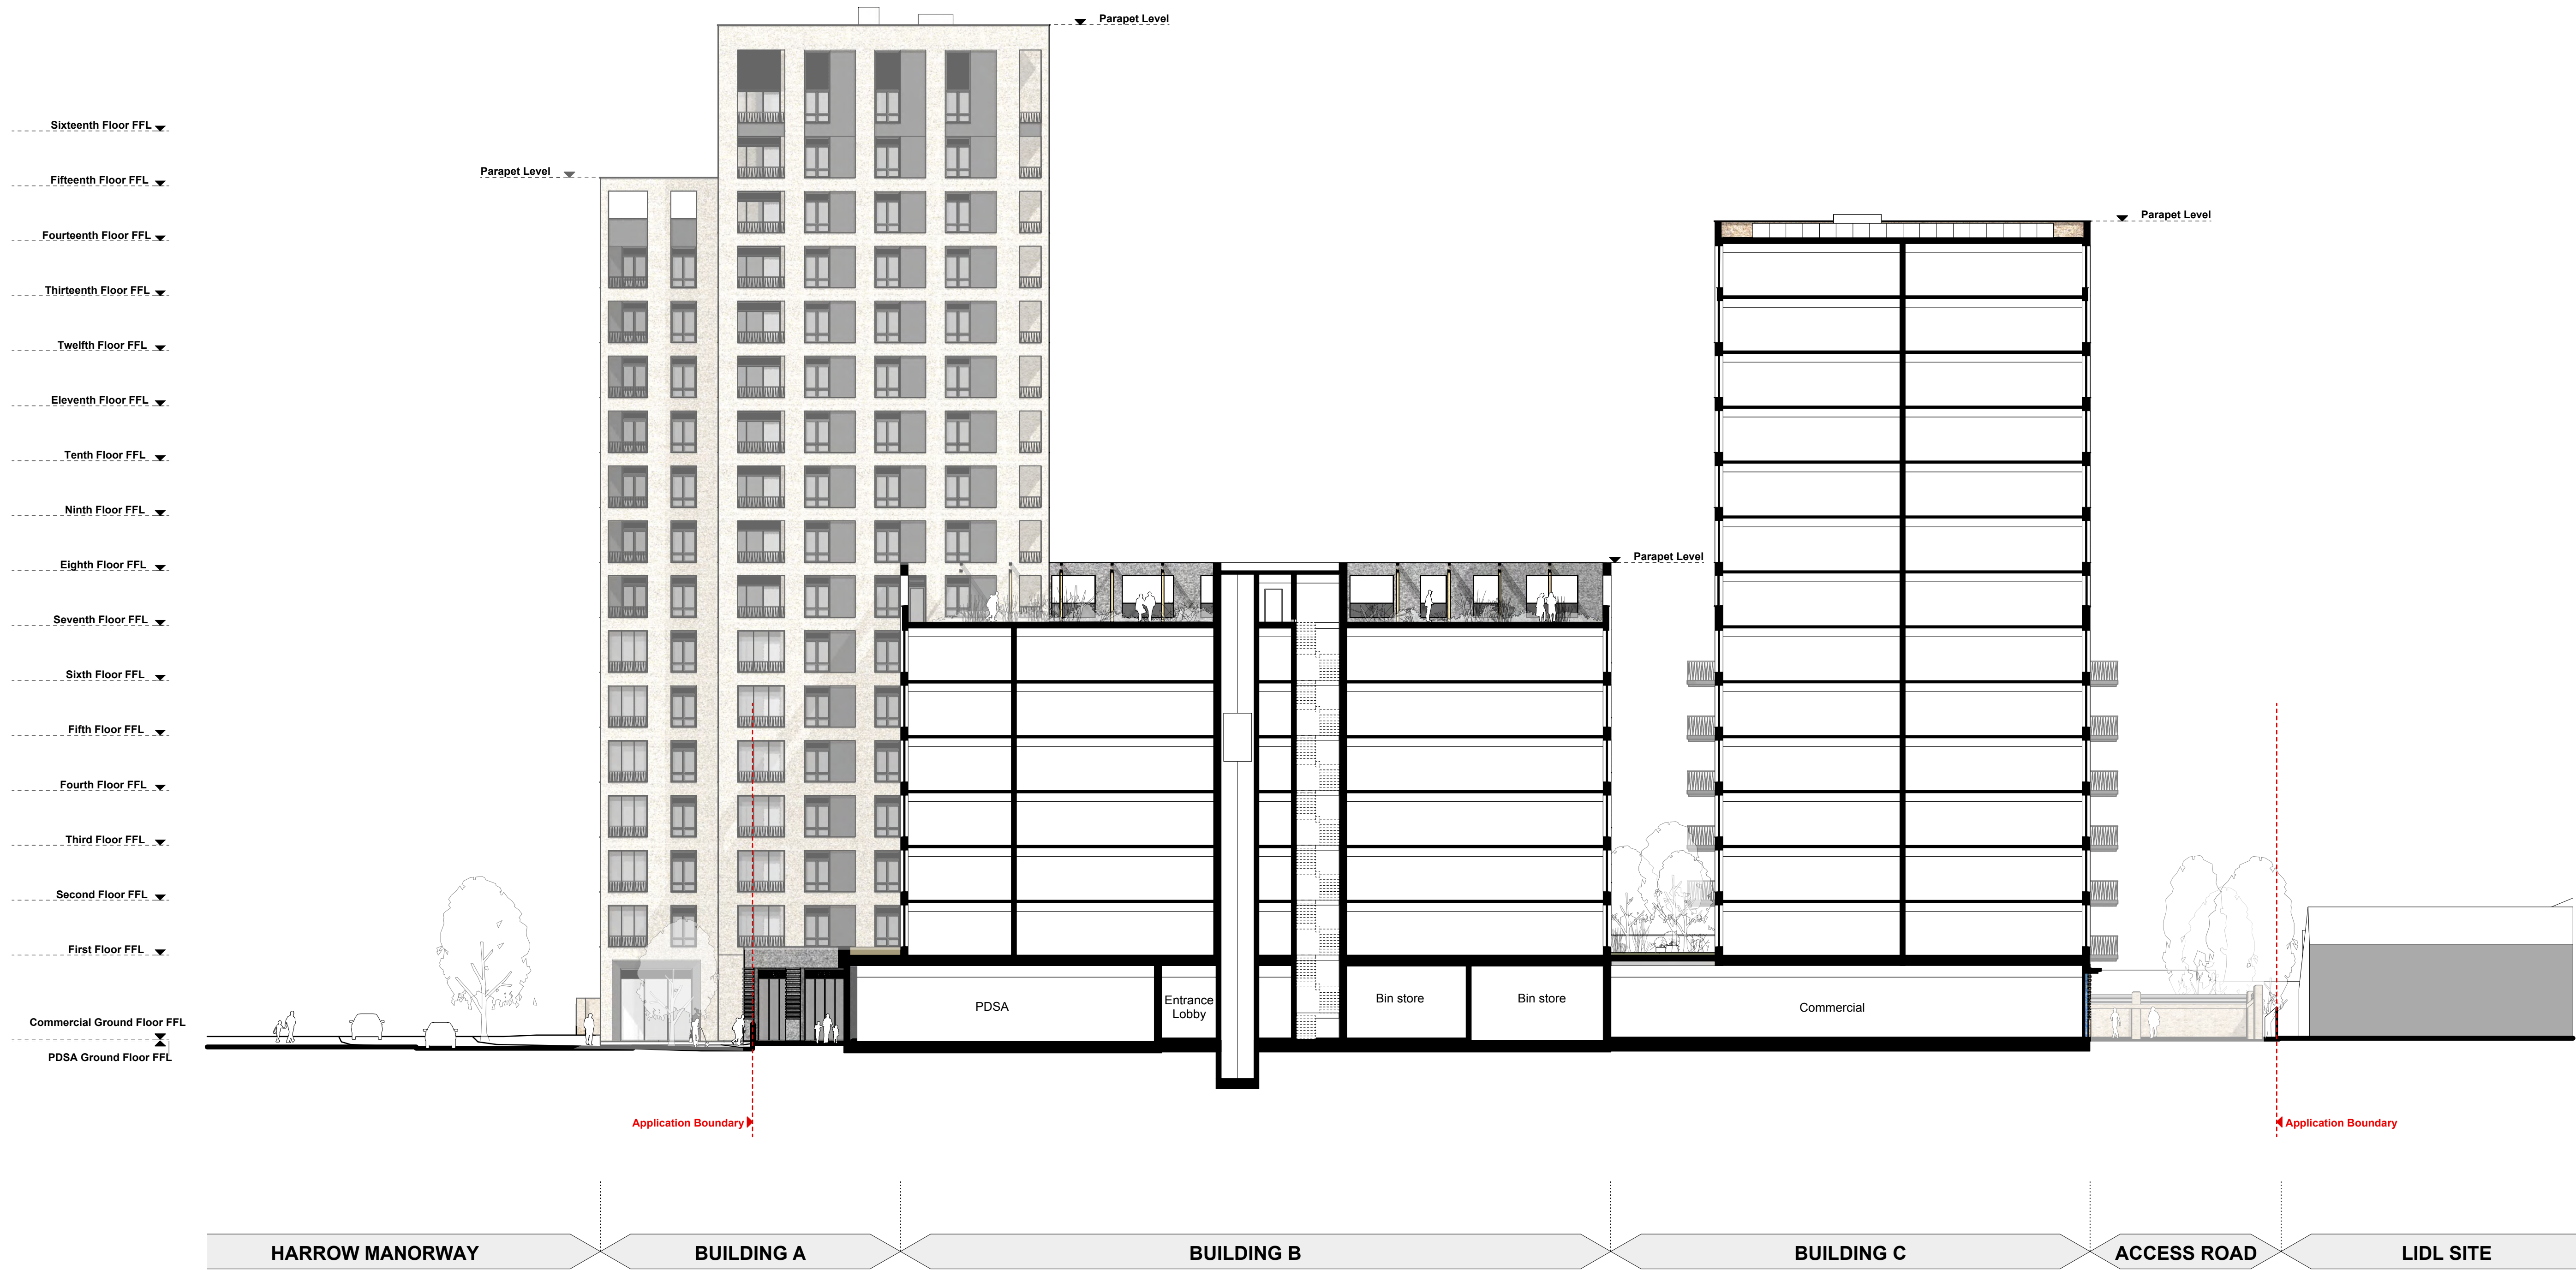 Parapet Level
Sixteenth Floor FFL
Parapet Level
Fifteenth Floor FFL
Parapet Level
Fourteenth Floor FFL
Thirteenth Floor FFL
Twelfth Floor FFL
Eleventh Floor FFL
Tenth Floor FFL
Ninth Floor FFL
Parapet Level
Eighth Floor FFL
Seventh Floor FFL
Sixth Floor FFL
Fifth Floor FFL
Fourth Floor FFL
Third Floor FFL
Second Floor FFL
First Floor FFL
PDSA
Entrance
Lobby
Bin store
Bin store
Commercial
Commercial Ground Floor FFL
PDSA Ground Floor FFL
Application Boundary
Application Boundary
HARROW MANORWAY
BUILDING A
BUILDING B
BUILDING C
ACCESS ROAD
LIDL SITE